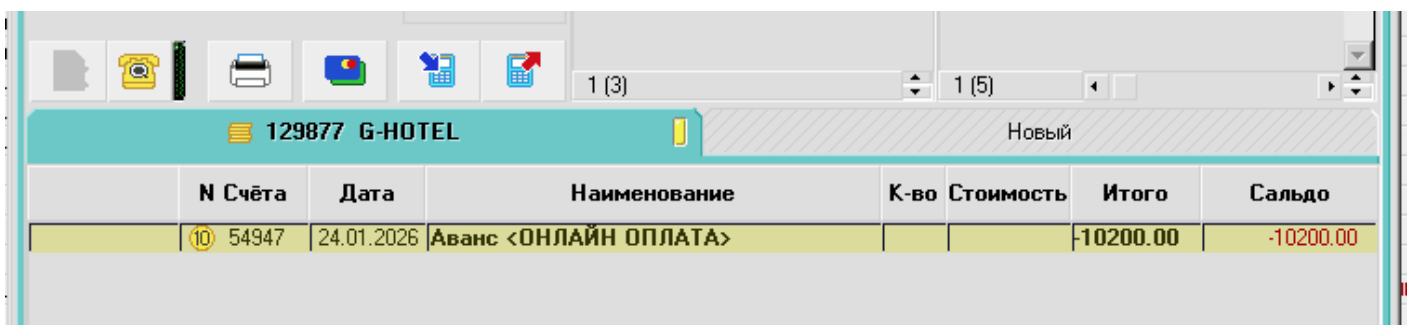 1 (3)
1 (5)
129877 G-HOTEL
Новый
N Счёта Дата Наименование К-во Стоимость Итого Сальдо
10 54947 24.01.2026 Аванс <ОНЛАЙН ОПЛАТА> -10200.00 -10200.00